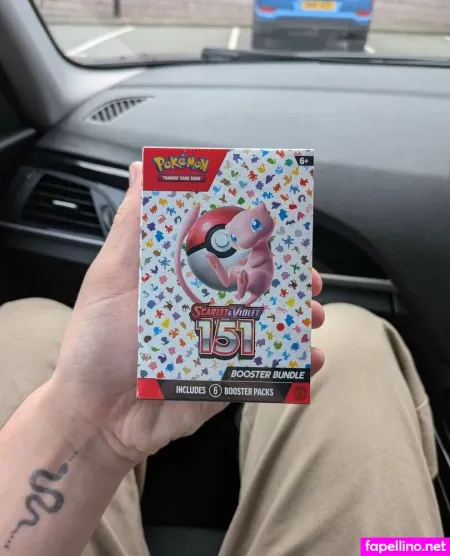 POKéMON
TRADING CARD GAME
6+
SCARLET & VIOLET
151
BOOSTER BUNDLE
INCLUDES 6 BOOSTER PACKS
fapellino.net